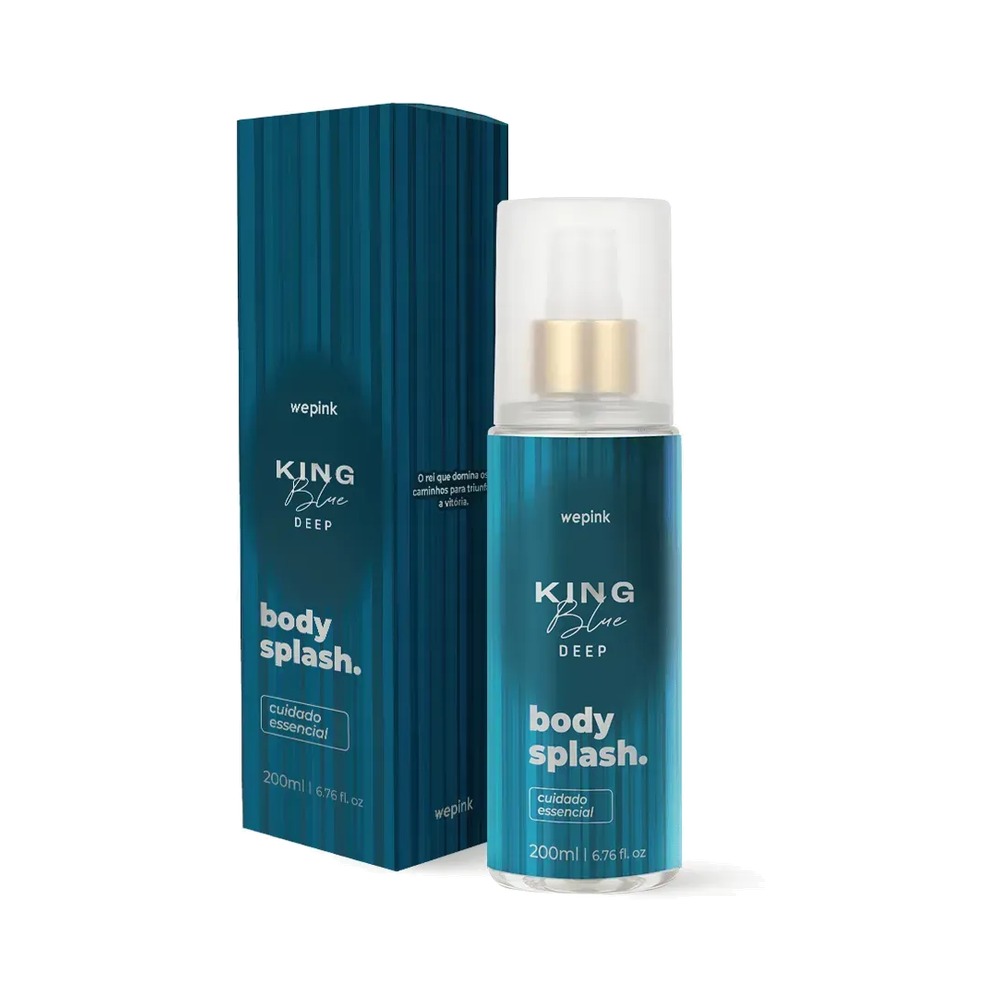 wepink
KING
Blue
DEEP
body
splash.
cuidado
essencial
200ml | 6.76 fl. oz
O rei que domina os
caminhos para
a vitória.
wepink
wepink
KING
Blue
DEEP
body
splash.
cuidado
essencial
200ml | 6.76 fl. oz